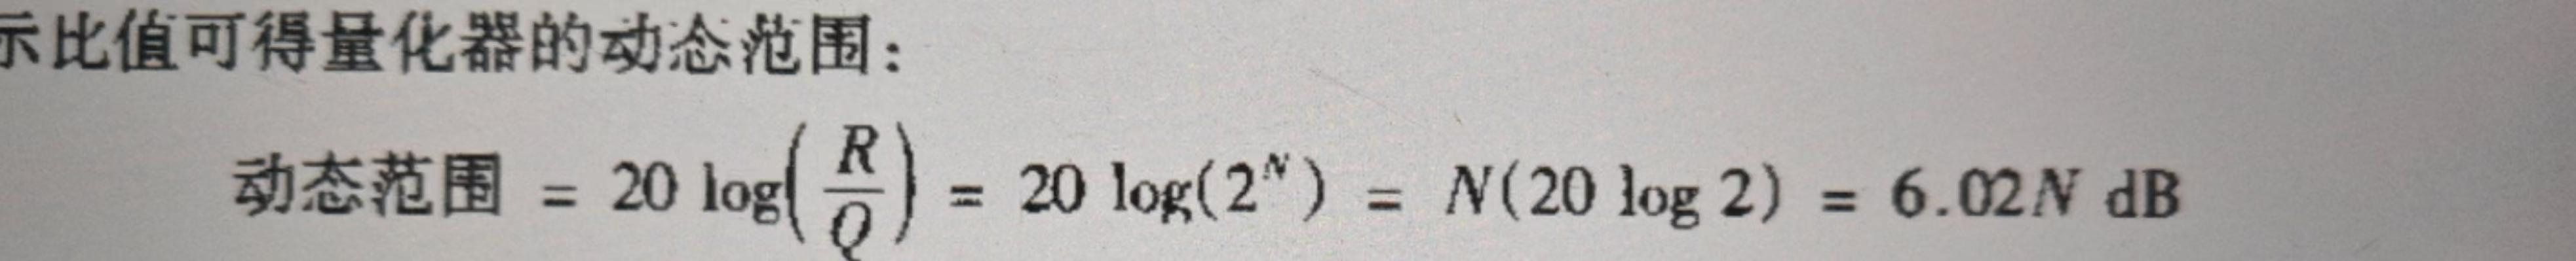 示比值可得量化器的动态范围：
动态范围 = 20 log(R/Q) = 20 log(2^N) = N(20 log 2) = 6.02N dB